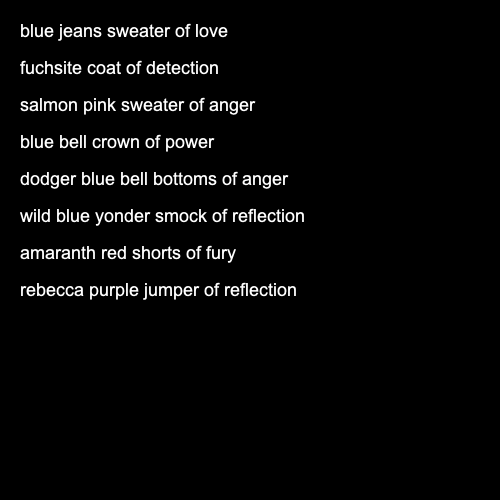 blue jeans sweater of love
fuchsite coat of detection
salmon pink sweater of anger
blue bell crown of power
dodger blue bell bottoms of anger
wild blue yonder smock of reflection
amaranth red shorts of fury
rebecca purple jumper of reflection